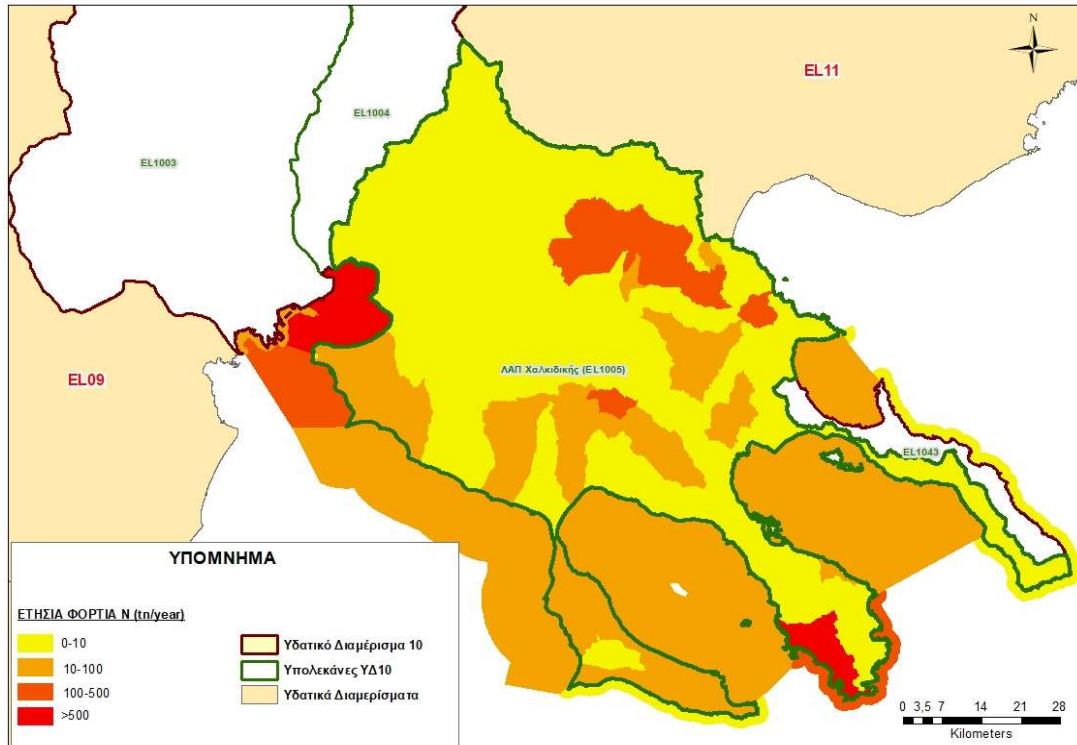 N
EL11
EL1004
EL1003
EL09
ΛΑΠ Χαλκιδικής (EL1005)
EL1043
ΥΠΟΜΝΗΜΑ
ΕΤΗΣΙΑ ΦΟΡΤΙΑ Ν (tn/year)
0-10
10-100
100-500
>500
Υδατικό Διαμέρισμα 10
Υπολεκάνες ΥΔ10
Υδατικά Διαμερίσματα
0 3,5 7 14 21 28
Kilometers